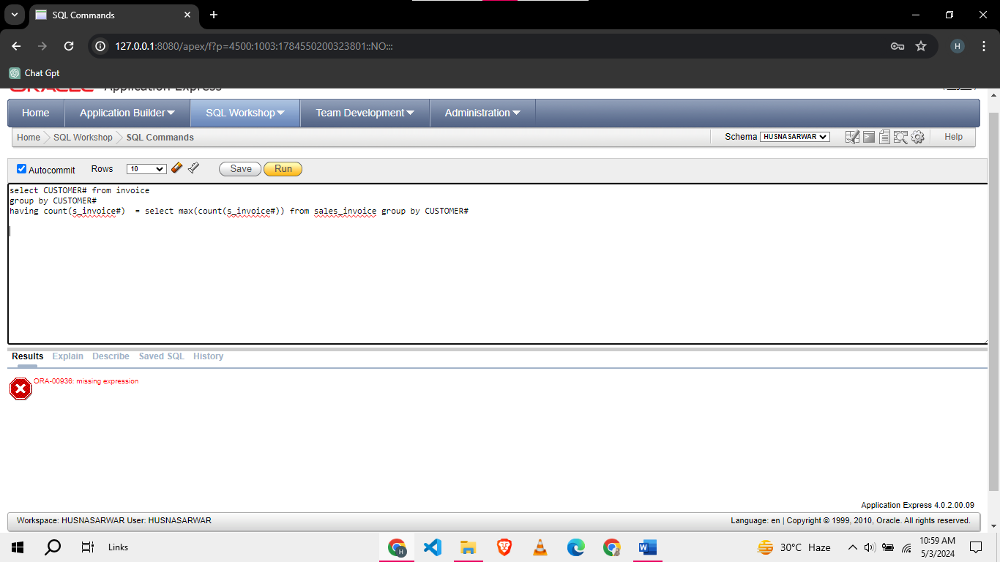 SQL Commands
127.0.0.1:8080/apex/f?p=4500:1003:1784550200323801::NO:::
H
Chat Gpt
ORACLE Application Express
Home Application Builder SQL Workshop Team Development Administration
Home SQL Workshop SQL Commands Schema HUSNASARWAR Help
Autocommit Rows 10 Save Run
select CUSTOMER# from invoice
group by CUSTOMER#
having count(s_invoice#)  = select max(count(s_invoice#)) from sales_invoice group by CUSTOMER#
Results Explain Describe Saved SQL History
ORA-00936: missing expression
Application Express 4.0.2.00.09
Workspace: HUSNASARWAR User: HUSNASARWAR Language: en | Copyright © 1999, 2010, Oracle. All rights reserved.
Links H W 30°C Haze 10:59 AM
5/3/2024